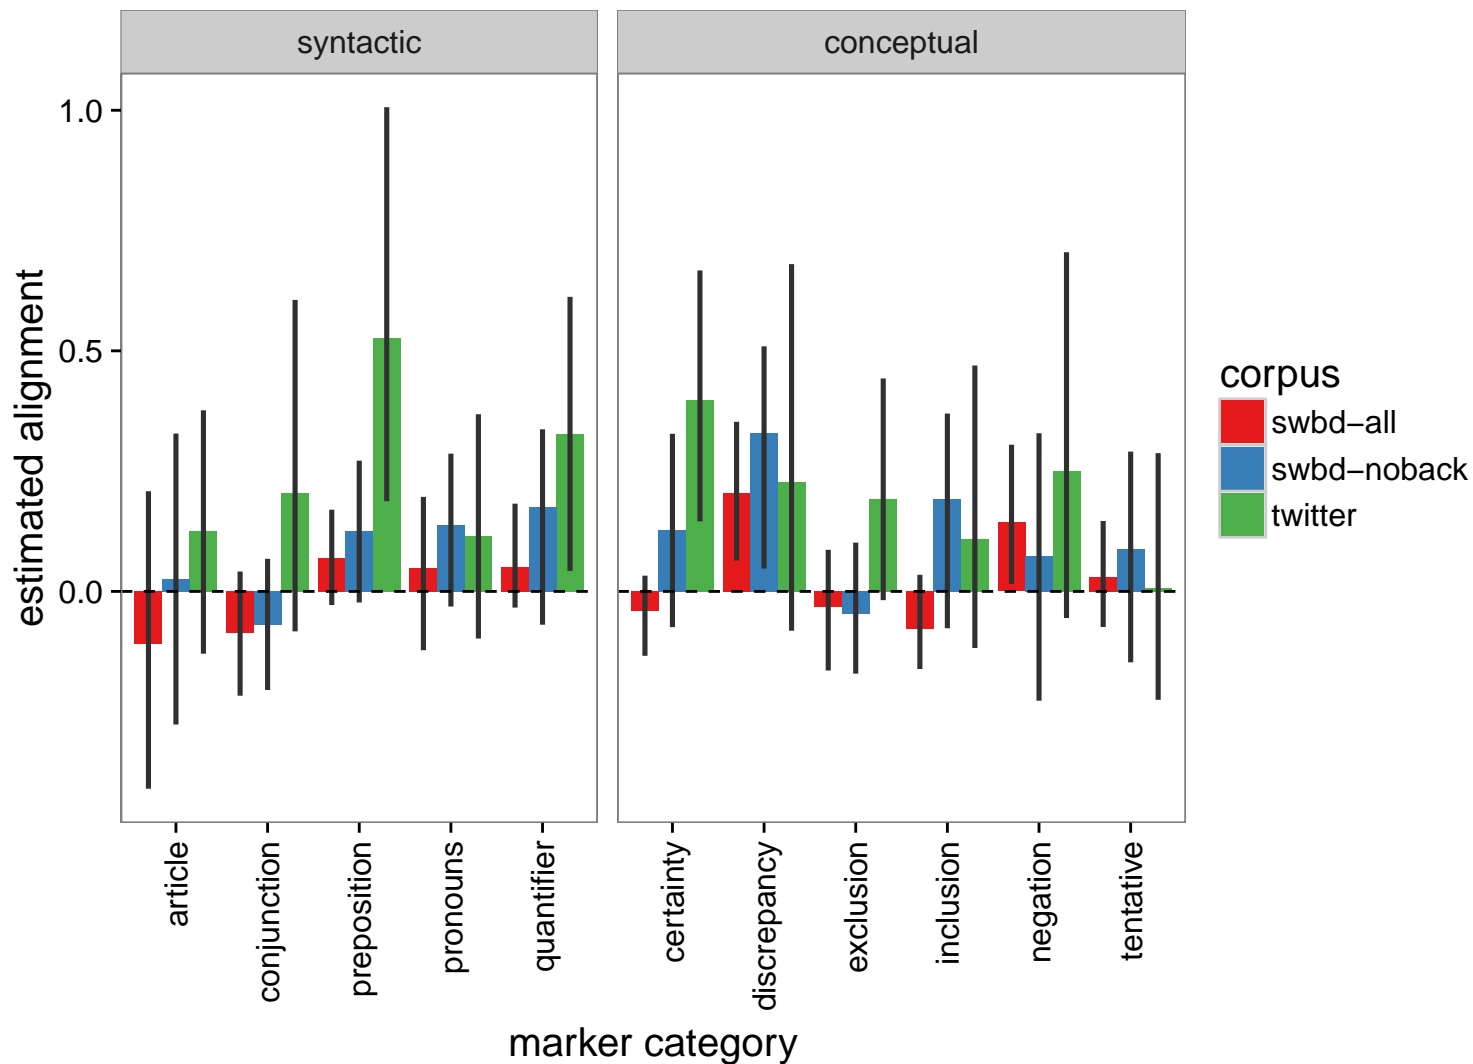 syntactic
conceptual
estimated alignment
1.0
0.5
0.0
article
conjunction
preposition
pronouns
quantifier
certainty
discrepancy
exclusion
inclusion
negation
tentative
marker category
corpus
swbd−all
swbd−noback
twitter